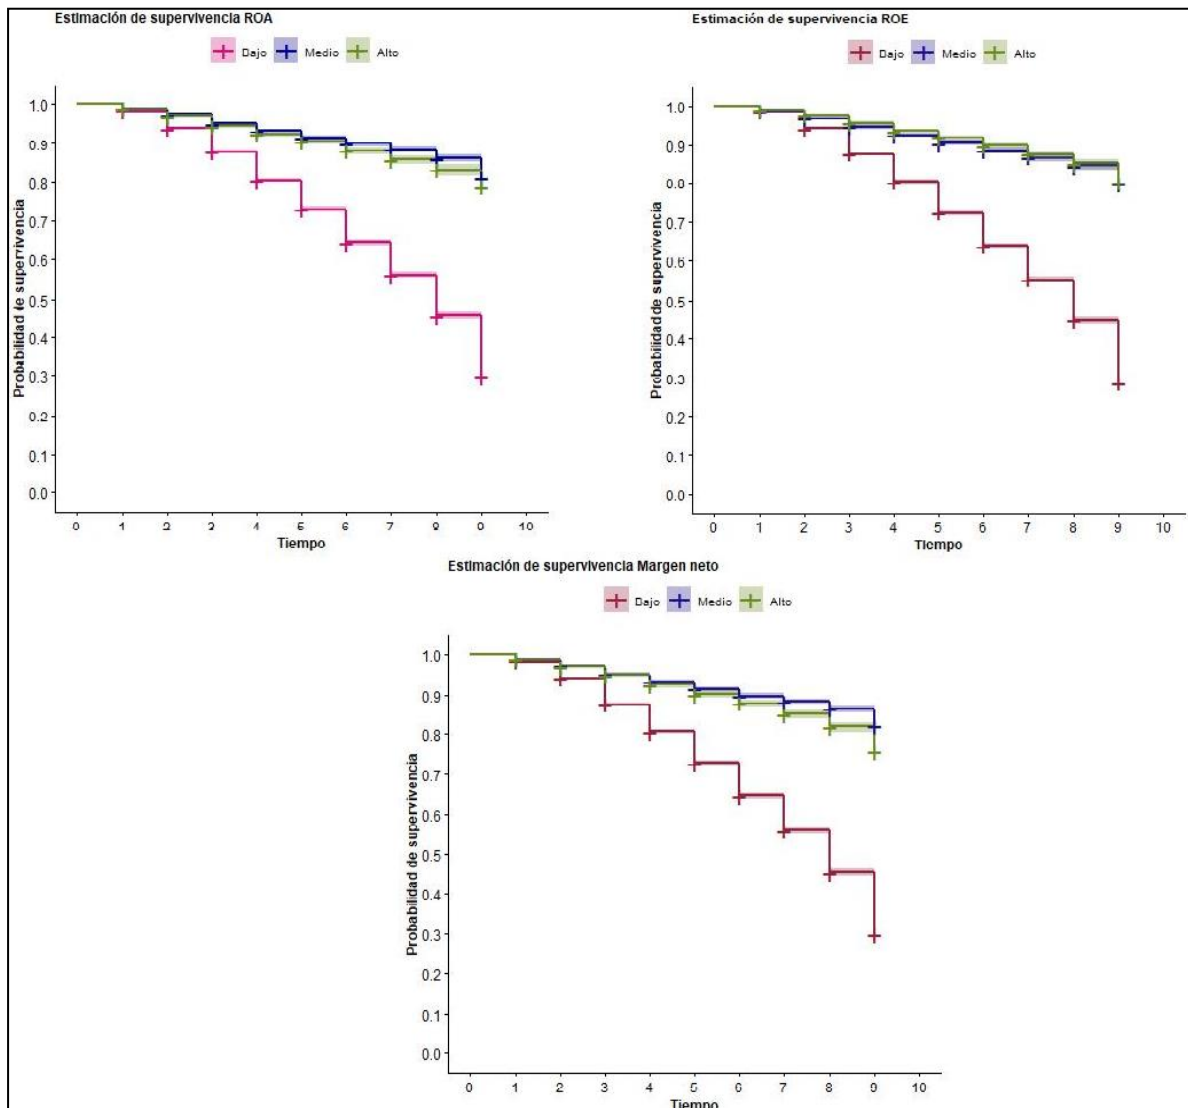 Estimación de supervivencia ROA
Bajo Medio Alto
Probabilidad de supervivencia
1.0
0.9
0.8
0.7
0.6
0.5
0.4
0.3
0.2
0.1
0.0
0 1 2 3 4 5 6 7 8 9 10
Tiempo
Estimación de supervivencia ROE
Bajo Medio Alto
Probabilidad de supervivencia
1.0
0.9
0.8
0.7
0.6
0.5
0.4
0.3
0.2
0.1
0.0
0 1 2 3 4 5 6 7 8 9 10
Tiempo
Estimación de supervivencia Margen neto
Bajo Medio Alto
Probabilidad de supervivencia
1.0
0.9
0.8
0.7
0.6
0.5
0.4
0.3
0.2
0.1
0.0
0 1 2 3 4 5 6 7 8 9 10
Tiempo